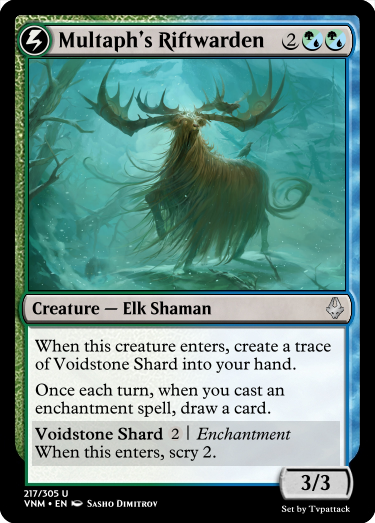 Multaph's Riftwarden 2
Creature — Elk Shaman
When this creature enters, create a trace
of Voidstone Shard into your hand.
Once each turn, when you cast an
enchantment spell, draw a card.
Voidstone Shard 2 | Enchantment
When this enters, scry 2.
3/3
217/305 U
VNM • EN Sasho Dimitrov
Set by Tvpattack